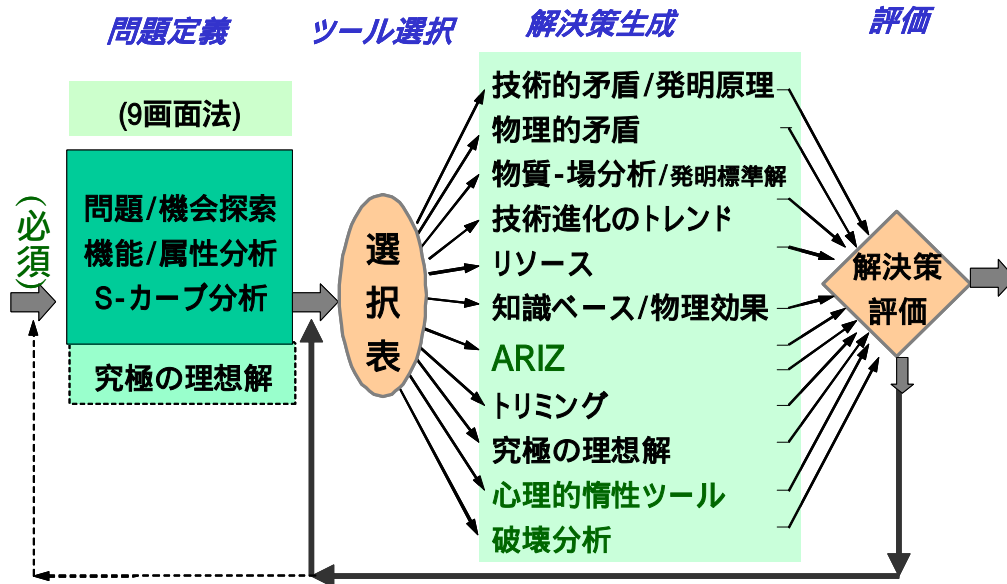 問題定義
ツール選択
解決策生成
評価
(9画面法)
(必須)
問題/機会探索
機能/属性分析
S-カーブ分析
究極の理想解
選択表
技術的矛盾/発明原理
物理的矛盾
物質-場分析/発明標準解
技術進化のトレンド
リソース
知識ベース/物理効果
ARIZ
トリミング
究極の理想解
心理的惰性ツール
破壊分析
解決策
評価